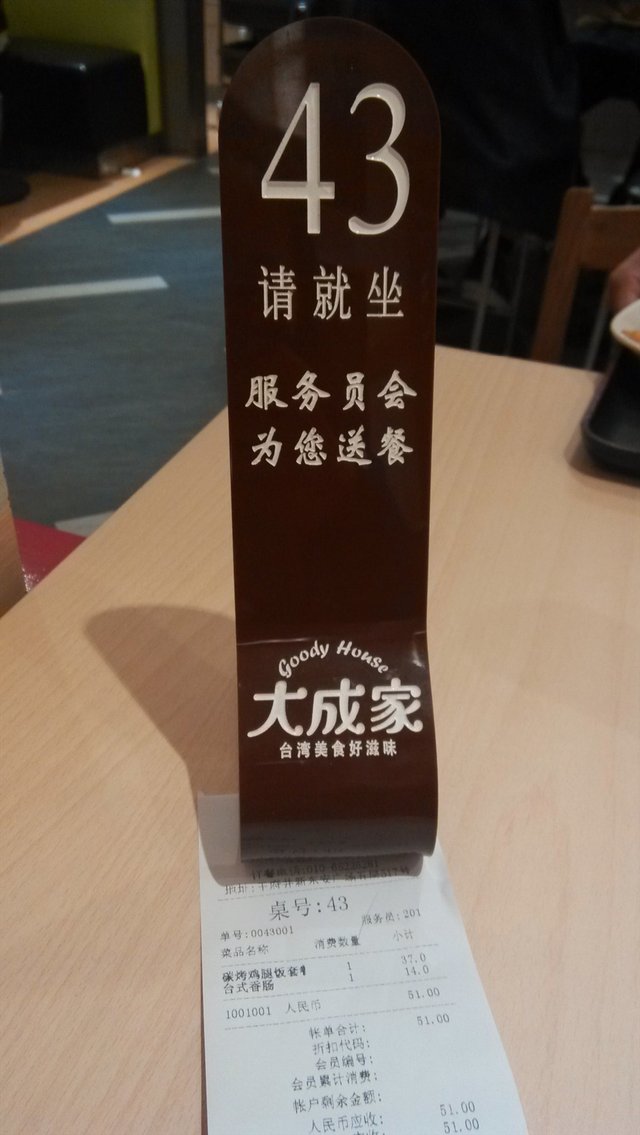 43
请就坐
服务员会
为您送餐
Goody House
大成家
台湾美食好滋味
桌号:43
单号:0043001 服务员:201
菜品名称 消费数量 小计
碳烤鸡腿饭套 1 37.0
台式香肠 1 14.0
1001001 人民币 51.00
帐单合计: 51.00
折扣代码:
会员编号:
会员累计消费:
帐户剩余金额:
人民币应收: 51.00
51.00